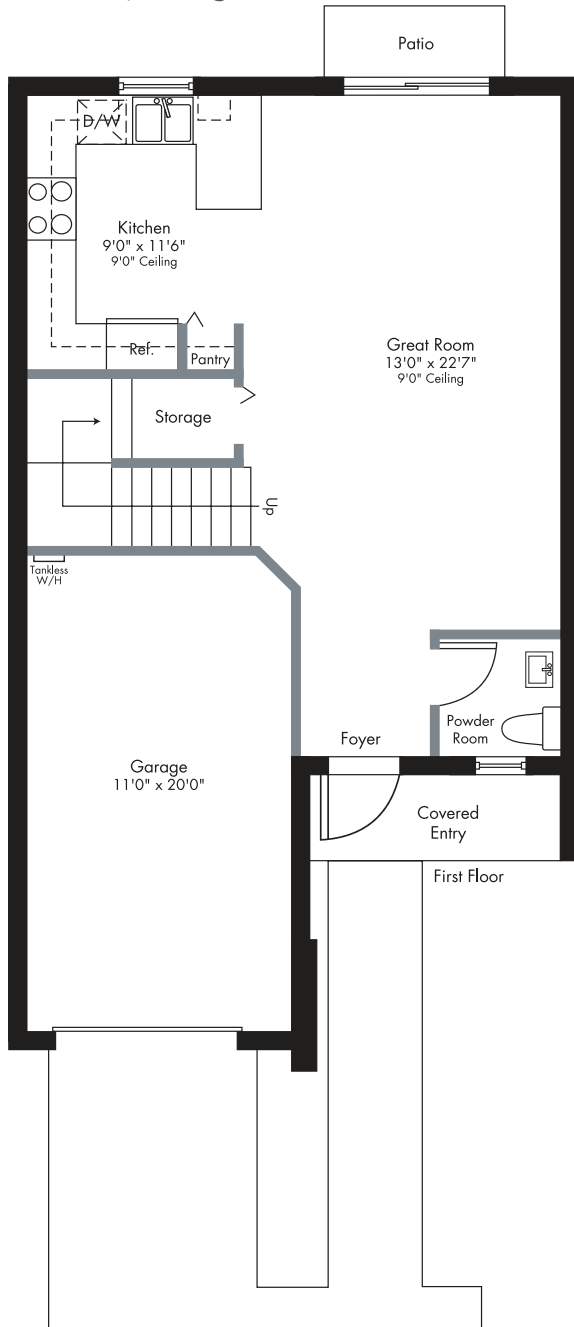 Patio
D/W
Kitchen
9'0" x 11'6"
9'0" Ceiling
Great Room
13'0" x 22'7"
9'0" Ceiling
Ref.
Pantry
Storage
Up
Tankless
W/H
Powder
Room
Foyer
Garage
11'0" x 20'0"
Covered
Entry
First Floor